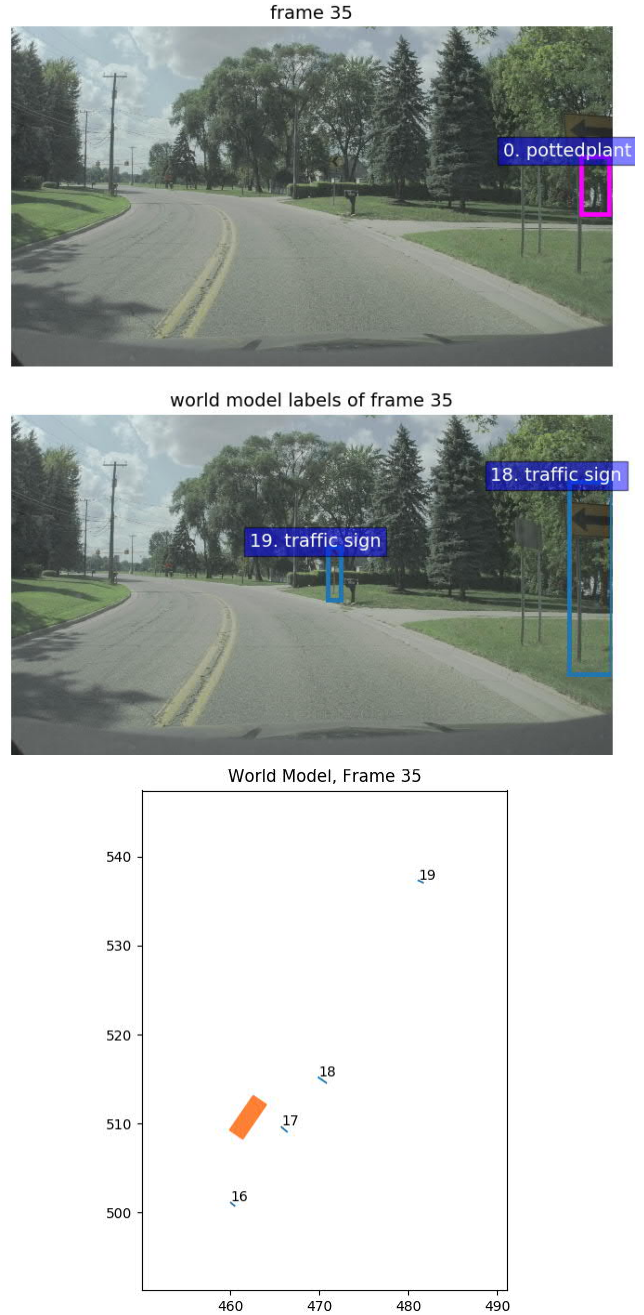 frame 35
0. pottedplant
world model labels of frame 35
18. traffic sign
19. traffic sign
World Model, Frame 35
540
19
530
520
18
510
17
500
16
460 470 480 490